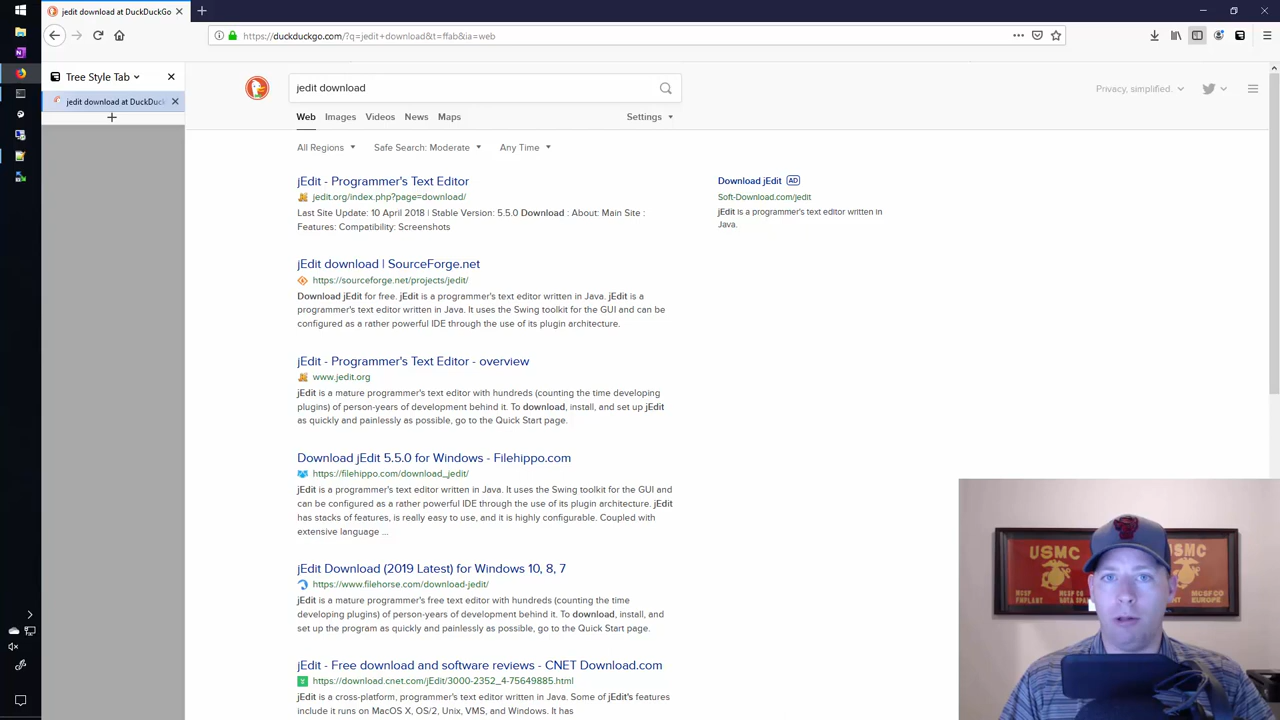 jedit download at DuckDuckGo
https://duckduckgo.com/?q=jedit+download&t=ffab&ia=web
Tree Style Tab
jedit download at DuckDuck
jedit download
Privacy, simplified.
Web Images Videos News Maps Settings
All Regions Safe Search: Moderate Any Time
jEdit - Programmer's Text Editor
jedit.org/index.php?page=download/
Last Site Update: 10 April 2018 | Stable Version: 5.5.0 Download : About: Main Site :
Features: Compatibility: Screenshots
Download jEdit AD
Soft-Download.com/jedit
jEdit is a programmer's text editor written in
Java.
jEdit download | SourceForge.net
https://sourceforge.net/projects/jedit/
Download jEdit for free. jEdit is a programmer's text editor written in Java. jEdit is a
programmer's text editor written in Java. It uses the Swing toolkit for the GUI and can be
configured as a rather powerful IDE through the use of its plugin architecture.
jEdit - Programmer's Text Editor - overview
www.jedit.org
jEdit is a mature programmer's text editor with hundreds (counting the time developing
plugins) of person-years of development behind it. To download, install, and set up jEdit
as quickly and painlessly as possible, go to the Quick Start page.
Download jEdit 5.5.0 for Windows - Filehippo.com
https://filehippo.com/download_jedit/
jEdit is a programmer's text editor written in Java. It uses the Swing toolkit for the GUI and
can be configured as a rather powerful IDE through the use of its plugin architecture. jEdit
has stacks of features, is really easy to use, and it is highly configurable. Coupled with
extensive language ...
jEdit Download (2019 Latest) for Windows 10, 8, 7
https://www.filehorse.com/download-jedit/
jEdit is a mature programmer's free text editor with hundreds (counting the time
developing plugins) of person-years of development behind it. To download, install, and
set up the program as quickly and painlessly as possible, go to the Quick Start page.
jEdit - Free download and software reviews - CNET Download.com
https://download.cnet.com/jEdit/3000-2352_4-75649885.html
jEdit is a cross-platform, programmer's text editor written in Java. Some of jEdit's features
include it runs on MacOS X, OS/2, Unix, VMS, and Windows. It has
USMC
USMC
MCSFCO
EUROPE